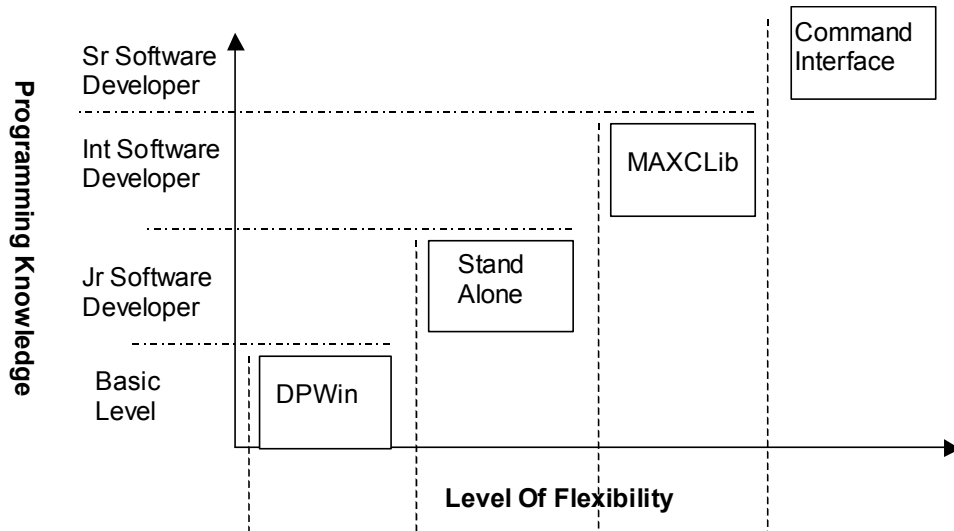 Command
Interface
Sr Software
Developer
Programming Knowledge
Int Software
Developer
MAXCLib
Stand
Alone
Jr Software
Developer
Basic
Level
DPWin
Level Of Flexibility